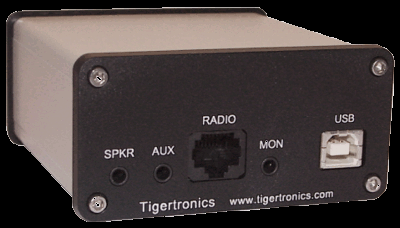 RADIO
USB
SPKR AUX MON
Tigertronics www.tigertronics.com